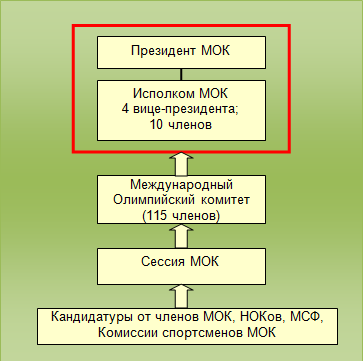 Президент МОК
Исполком МОК
4 вице-президента;
10 членов
Международный
Олимпийский комитет
(115 членов)
Сессия МОК
Кандидатуры от членов МОК, НОКов, МСФ,
Комиссии спортсменов МОК